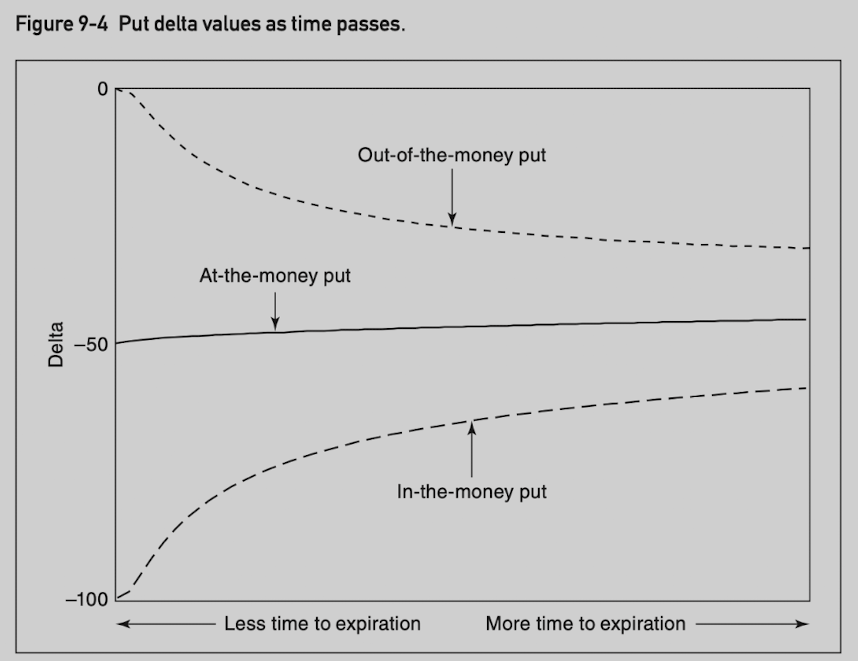 Figure 9-4 Put delta values as time passes.
0
Out-of-the-money put
At-the-money put
Delta
–50
In-the-money put
–100
Less time to expiration
More time to expiration